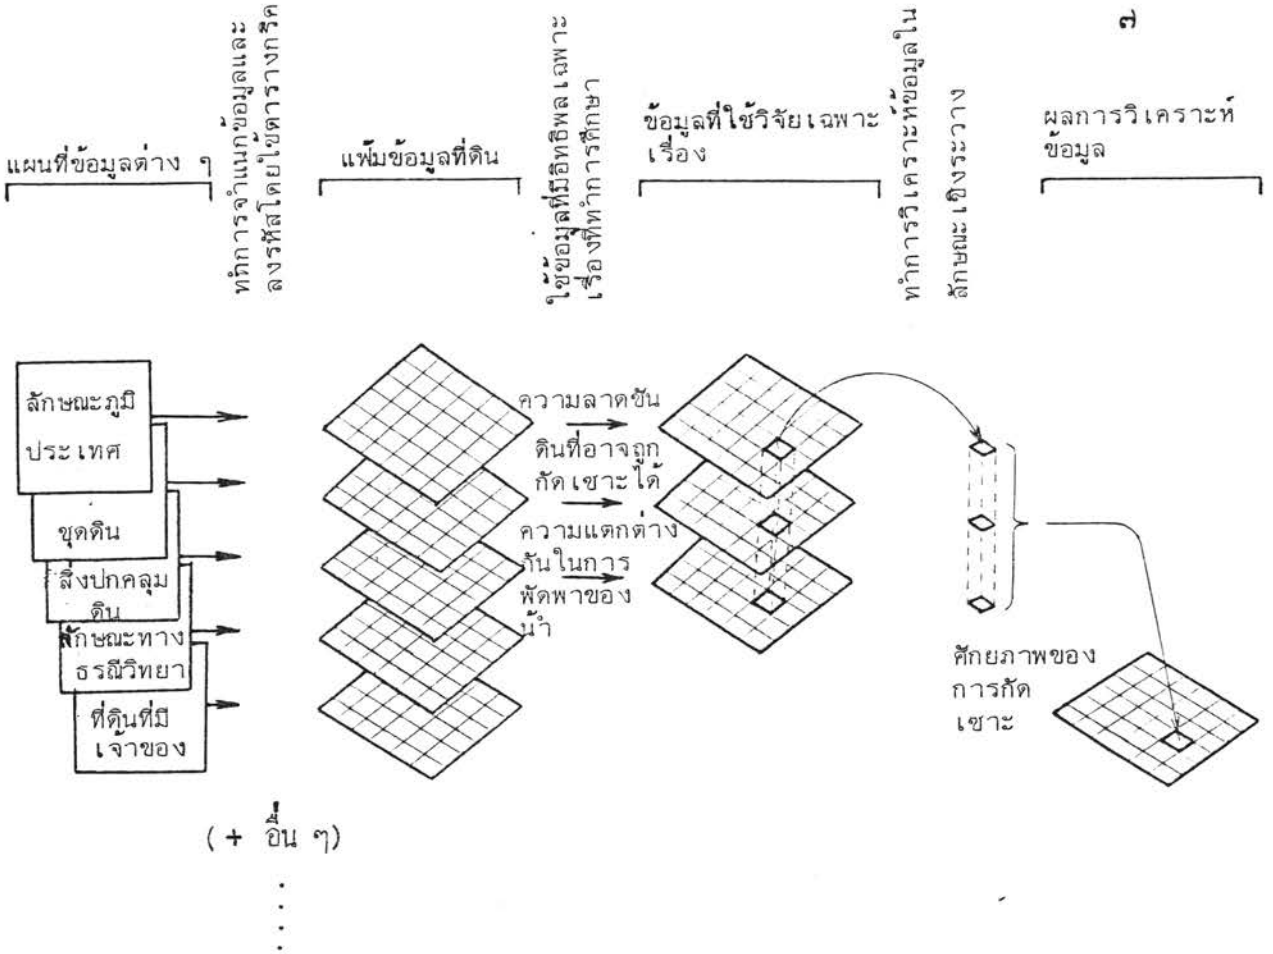 ๗
แผนที่ข้อมูลต่าง ๆ
ทำการจำแนกข้อมูลและ
ลงรหัสโดยใช้ตารางกริด
แฟ้มข้อมูลที่ดิน
ใช้ข้อมูลที่มีอิทธิพลเฉพาะ
เรื่องที่ทำการศึกษา
ข้อมูลที่ใช้วิจัยเฉพาะ
เรื่อง
ทำการวิเคราะห์ข้อมูลใน
ลักษณะเชิงระวาง
ผลการวิเคราะห์
ข้อมูล
ลักษณะภูมิ
ประเทศ
ชุดดิน
สิ่งปกคลุม
ดิน
ลักษณะทาง
ธรณีวิทยา
ที่ดินที่มี
เจ้าของ
(+ อื่น ๆ)
ความลาดชัน
ดินที่อาจถูก
กัดเซาะได้
ความแตกต่าง
กันในการ
พัดพาของ
น้ำ
ศักยภาพของ
การกัด
เซาะ